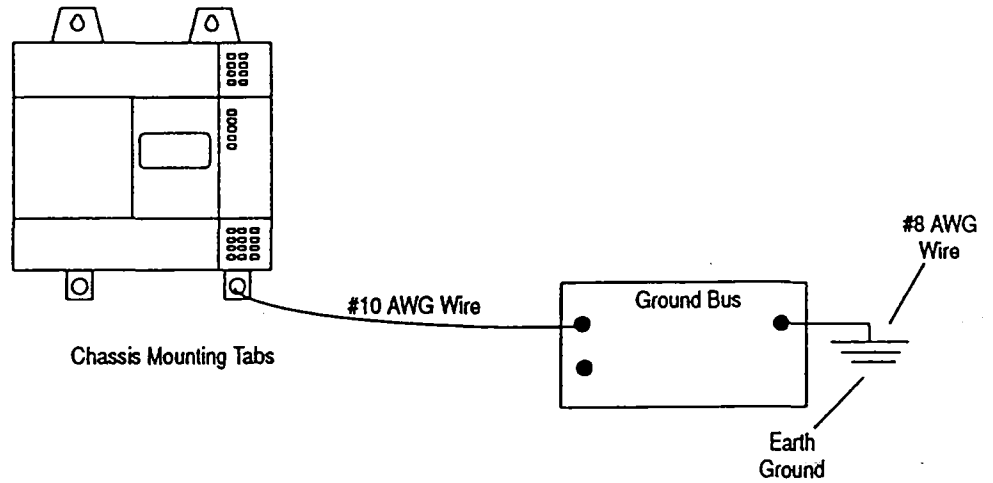 #8 AWG
Wire
Ground Bus
#10 AWG Wire
Chassis Mounting Tabs
Earth
Ground